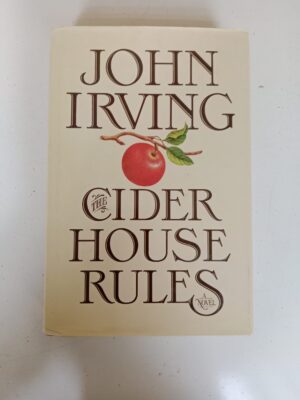 JOHN
IRVING
THE
CIDER
HOUSE
RULES
A NOVEL